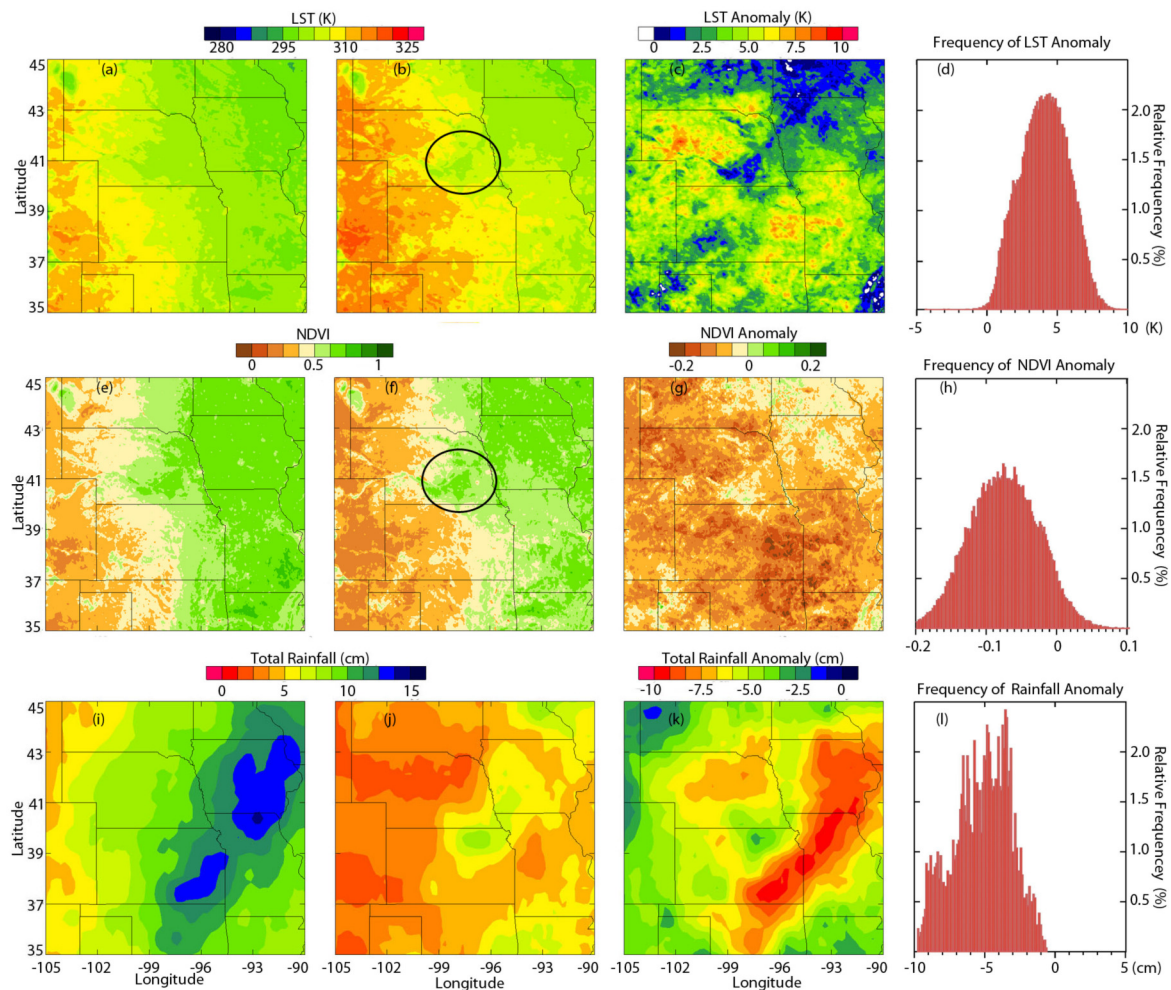 LST (K)
280 295 310 325
LST Anomaly (K)
0 2.5 5.0 7.5 10
Frequency of LST Anomaly
(a)
(b)
(c)
(d)
45
43
41
39
37
35
Latitude
2.0
1.5
1.0
0.5
Relative Frequencey (%)
-5 0 5 10 (K)
NDVI
0 0.5 1
NDVI Anomaly
-0.2 -0.1 0 0.1 0.2
Frequency of NDVI Anomaly
(e)
(f)
(g)
(h)
45
43
41
39
37
35
Latitude
2.0
1.5
1.0
0.5
Relative Frequencey (%)
-0.2 -0.1 0 0.1
Total Rainfall (cm)
0 5 10 15
Total Rainfall Anomaly (cm)
-10 -7.5 -5 -2.5 0
Frequency of Rainfall Anomaly
(i)
(j)
(k)
(l)
45
43
41
39
37
35
Latitude
2.0
1.5
1.0
0.5
Relative Frequencey (%)
-105 -102 -99 -96 -93 -90
-105 -102 -99 -96 -93 -90
-105 -102 -99 -96 -93 -90
-10 -5 0 5 (cm)
Longitude
Longitude
Longitude